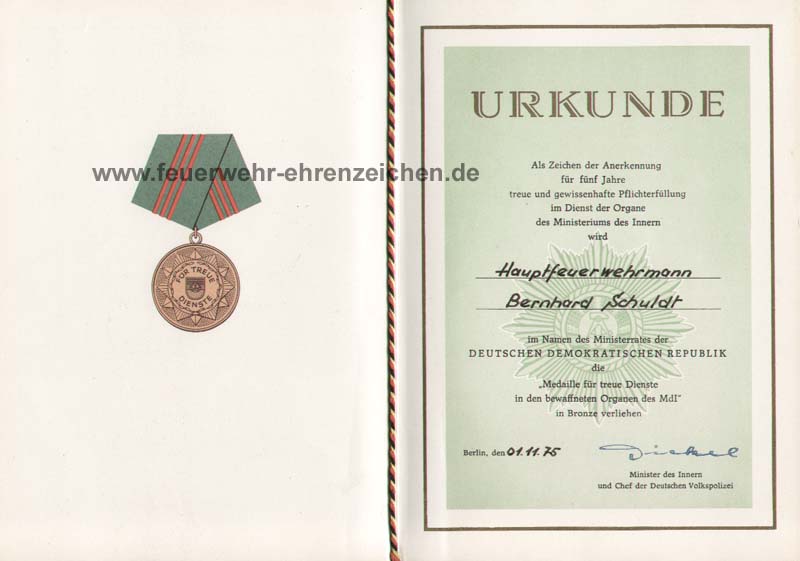 www.feuerwehr-ehrenzeichen.de
FÜR TREUE
DIENSTE
URKUNDE
Als Zeichen der Anerkennung
für fünf Jahre
treue und gewissenhafte Pflichterfüllung
im Dienst der Organe
des Ministeriums des Innern
wird
Hauptfeuerwehrmann
Bernhard Schuldt
im Namen des Ministerrates der
DEUTSCHEN DEMOKRATISCHEN REPUBLIK
die
„Medaille für treue Dienste
in den bewaffneten Organen des MdI“
in Bronze verliehen
Berlin, den 01.11.75 Dickel
Minister des Innern
und Chef der Deutschen Volkspolizei